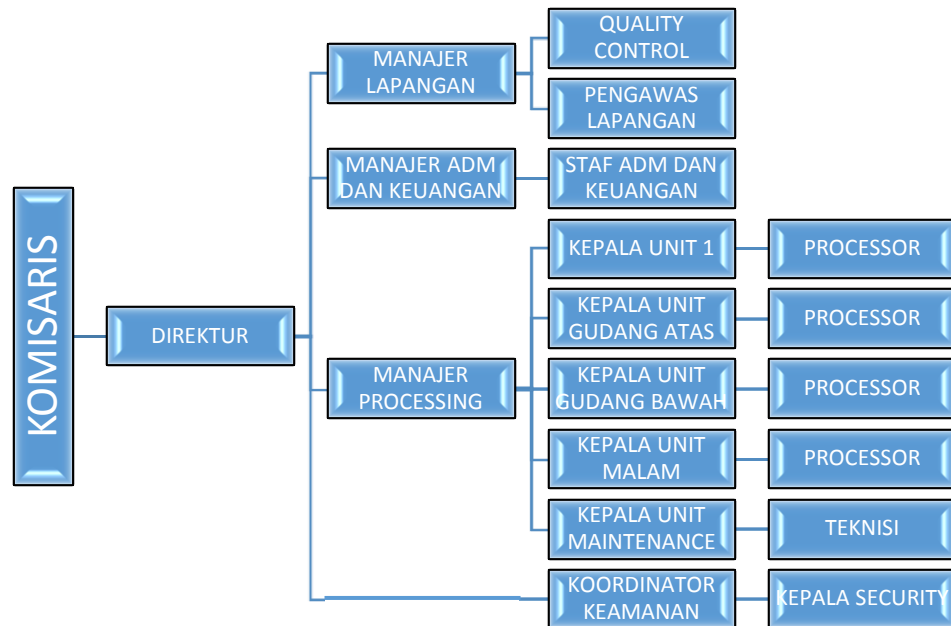 KOMISARIS
DIREKTUR
MANAJER
LAPANGAN
QUALITY
CONTROL
PENGAWAS
LAPANGAN
MANAJER ADM
DAN KEUANGAN
STAF ADM DAN
KEUANGAN
MANAJER
PROCESSING
KEPALA UNIT 1
PROCESSOR
KEPALA UNIT
GUDANG ATAS
PROCESSOR
KEPALA UNIT
GUDANG BAWAH
PROCESSOR
KEPALA UNIT
MALAM
PROCESSOR
KEPALA UNIT
MAINTENANCE
TEKNISI
KOORDINATOR
KEAMANAN
KEPALA SECURITY